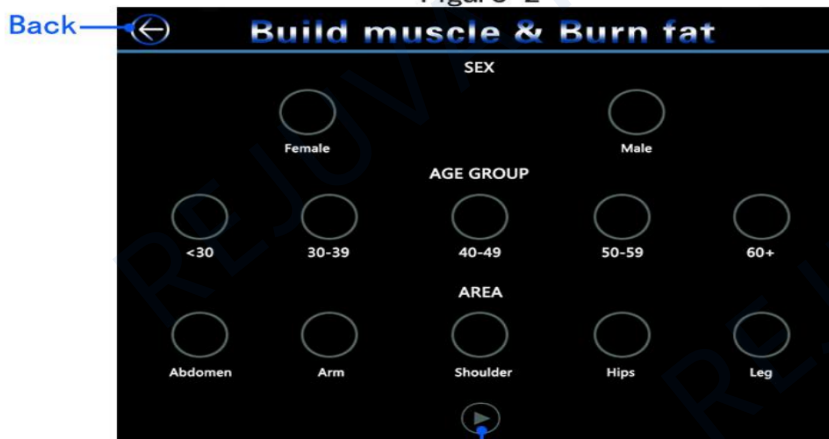 Back
Build muscle & Burn fat
SEX
Female Male
AGE GROUP
<30 30-39 40-49 50-59 60+
AREA
Abdomen Arm Shoulder Hips Leg